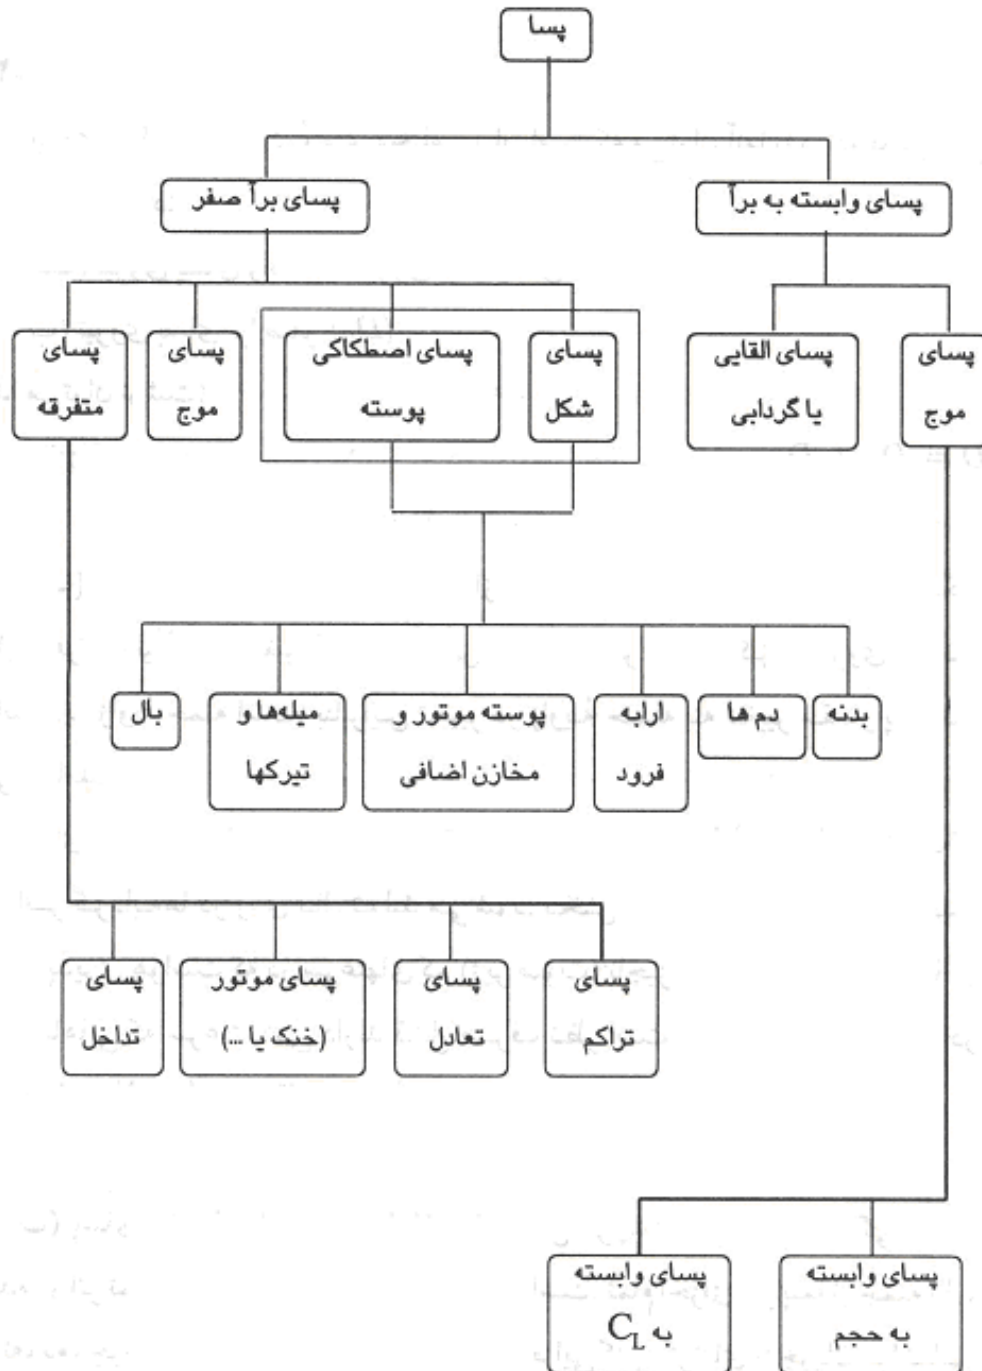 پسا
پسای وابسته به برآ
پسای برآ صفر
پسای
موج
پسای القایی
یا گردابی
پسای
شکل
پسای اصطکاکی
پوسته
پسای
موج
پسای
متفرقه
بدنه
دم ها
ارابه
فرود
پوسته موتور و
مخازن اضافی
میله‌ها و
تیرکها
بال
پسای
تراکم
پسای
تعادل
پسای موتور
(خنک یا ...)
پسای
تداخل
پسای وابسته
به حجم
پسای وابسته
به C_L